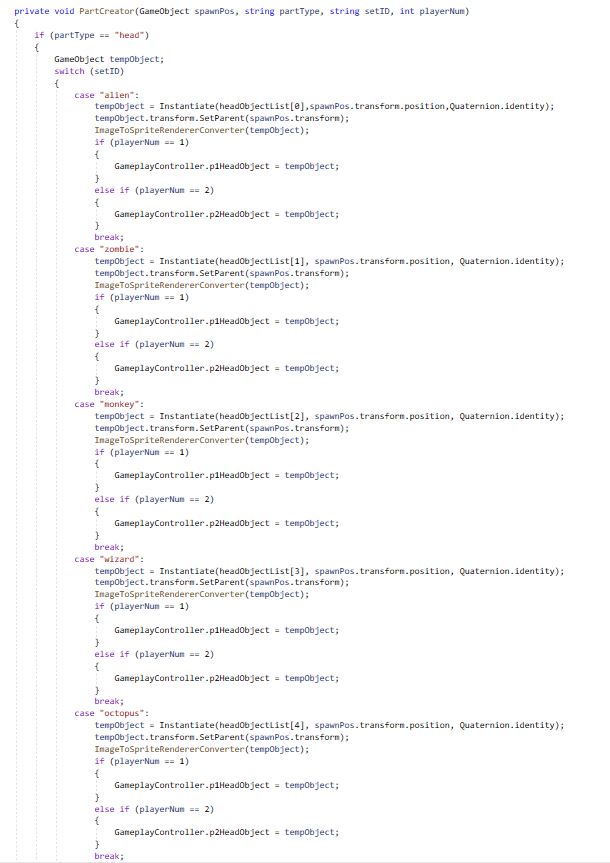 private void PartCreator(GameObject spawnPos, string partType, string setID, int playerNum)
{
if (partType == "head")
{
GameObject tempObject;
switch (setID)
{
case "alien":
tempObject = Instantiate(headObjectList[0],spawnPos.transform.position,Quaternion.identity);
tempObject.transform.SetParent(spawnPos.transform);
ImageToSpriteRendererConverter(tempObject);
if (playerNum == 1)
{
GameplayController.p1HeadObject = tempObject;
}
else if (playerNum == 2)
{
GameplayController.p2HeadObject = tempObject;
}
break;
case "zombie":
tempObject = Instantiate(headObjectList[1], spawnPos.transform.position, Quaternion.identity);
tempObject.transform.SetParent(spawnPos.transform);
ImageToSpriteRendererConverter(tempObject);
if (playerNum == 1)
{
GameplayController.p1HeadObject = tempObject;
}
else if (playerNum == 2)
{
GameplayController.p2HeadObject = tempObject;
}
break;
case "monkey":
tempObject = Instantiate(headObjectList[2], spawnPos.transform.position, Quaternion.identity);
tempObject.transform.SetParent(spawnPos.transform);
ImageToSpriteRendererConverter(tempObject);
if (playerNum == 1)
{
GameplayController.p1HeadObject = tempObject;
}
else if (playerNum == 2)
{
GameplayController.p2HeadObject = tempObject;
}
break;
case "wizard":
tempObject = Instantiate(headObjectList[3], spawnPos.transform.position, Quaternion.identity);
tempObject.transform.SetParent(spawnPos.transform);
ImageToSpriteRendererConverter(tempObject);
if (playerNum == 1)
{
GameplayController.p1HeadObject = tempObject;
}
else if (playerNum == 2)
{
GameplayController.p2HeadObject = tempObject;
}
break;
case "octopus":
tempObject = Instantiate(headObjectList[4], spawnPos.transform.position, Quaternion.identity);
tempObject.transform.SetParent(spawnPos.transform);
ImageToSpriteRendererConverter(tempObject);
if (playerNum == 1)
{
GameplayController.p1HeadObject = tempObject;
}
else if (playerNum == 2)
{
GameplayController.p2HeadObject = tempObject;
}
break;